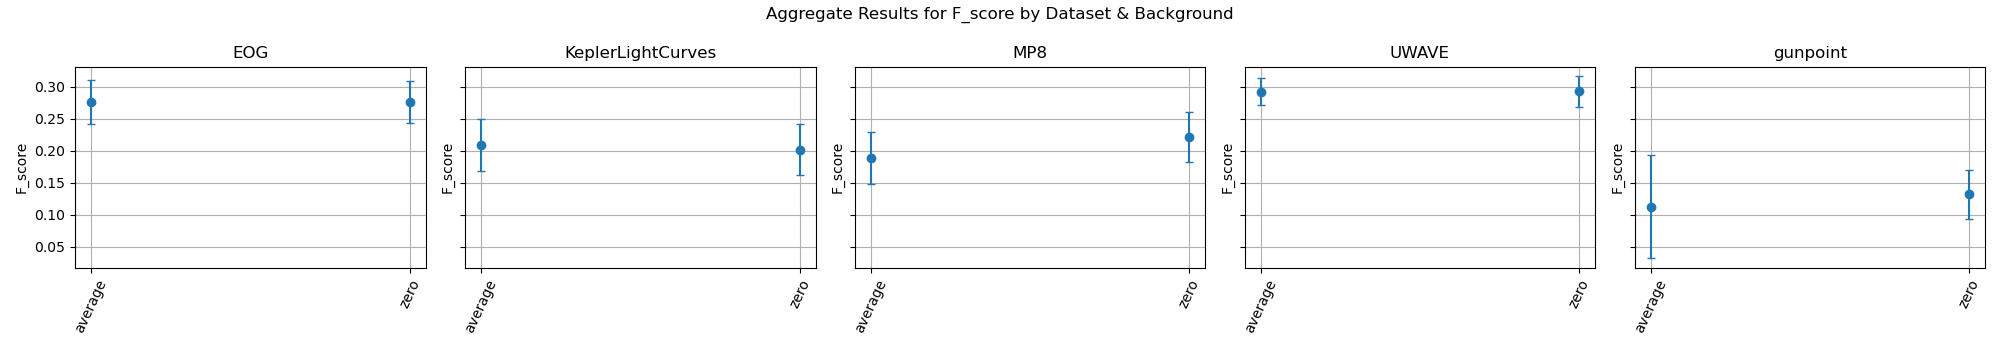 Aggregate Results for F_score by Dataset & Background
EOG
KeplerLightCurves
MP8
UWAVE
gunpoint
0.30
0.25
0.20
0.15
0.10
0.05
F_score
F_score
F_score
F_score
F_score
average
zero
average
zero
average
zero
average
zero
average
zero